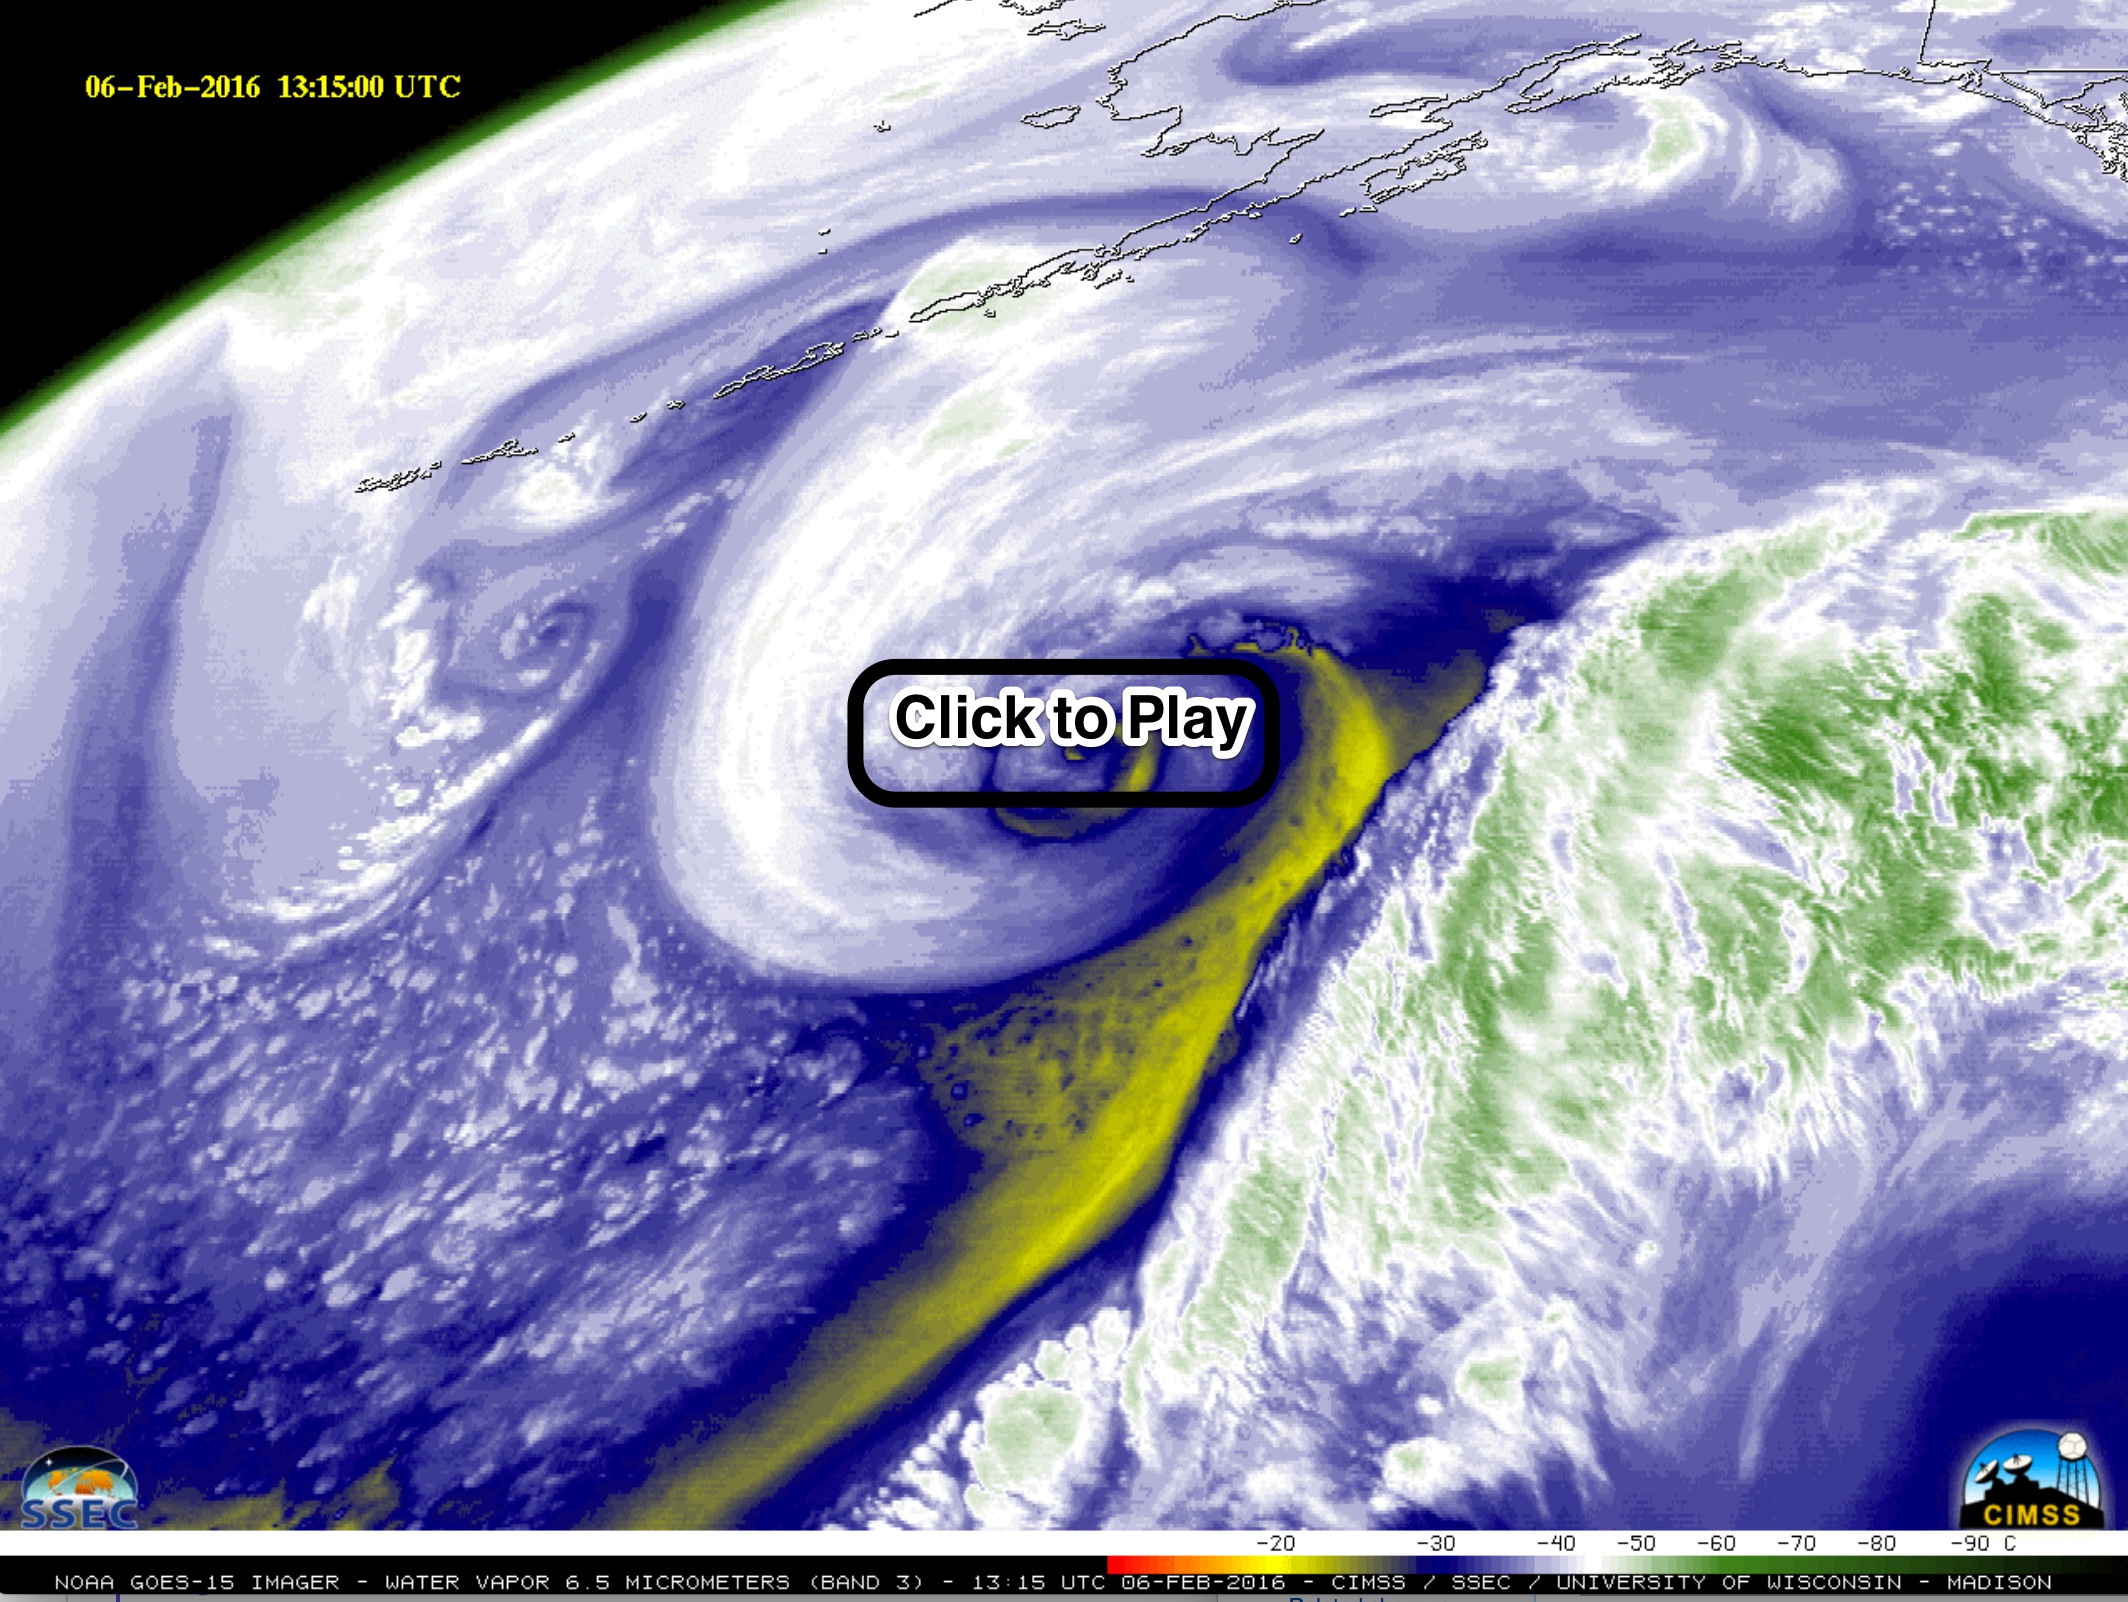 06-Feb-2016 13:15:00 UTC
Click to Play
SSEC
CIMSS
-20 -30 -40 -50 -60 -70 -80 -90 C
NOAA GOES-15 IMAGER - WATER VAPOR 6.5 MICROMETERS (BAND 3) - 13:15 UTC 06-FEB-2016 - CIMSS / SSEC / UNIVERSITY OF WISCONSIN - MADISON